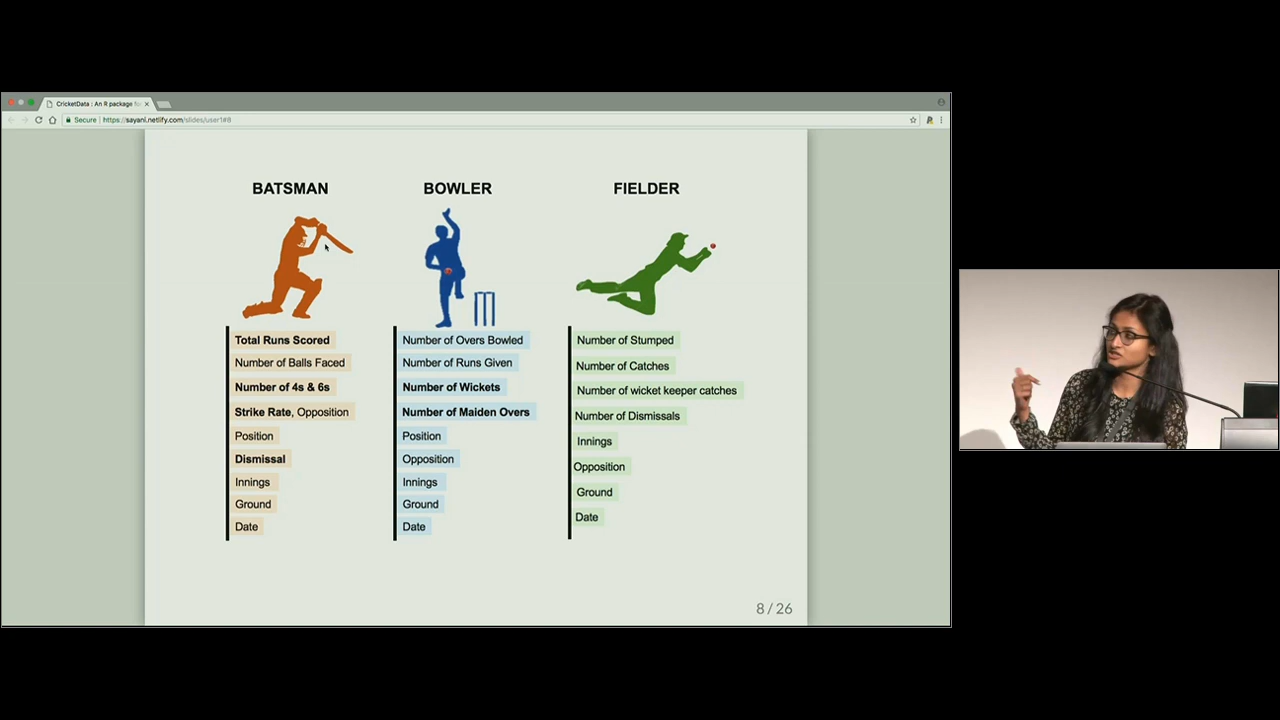 CricketData : An R package fo
Secure https://sayani.netlify.com/slides/user1#8
BATSMAN
Total Runs Scored
Number of Balls Faced
Number of 4s & 6s
Strike Rate, Opposition
Position
Dismissal
Innings
Ground
Date
BOWLER
Number of Overs Bowled
Number of Runs Given
Number of Wickets
Number of Maiden Overs
Position
Opposition
Innings
Ground
Date
FIELDER
Number of Stumped
Number of Catches
Number of wicket keeper catches
Number of Dismissals
Innings
Opposition
Ground
Date
8 / 26